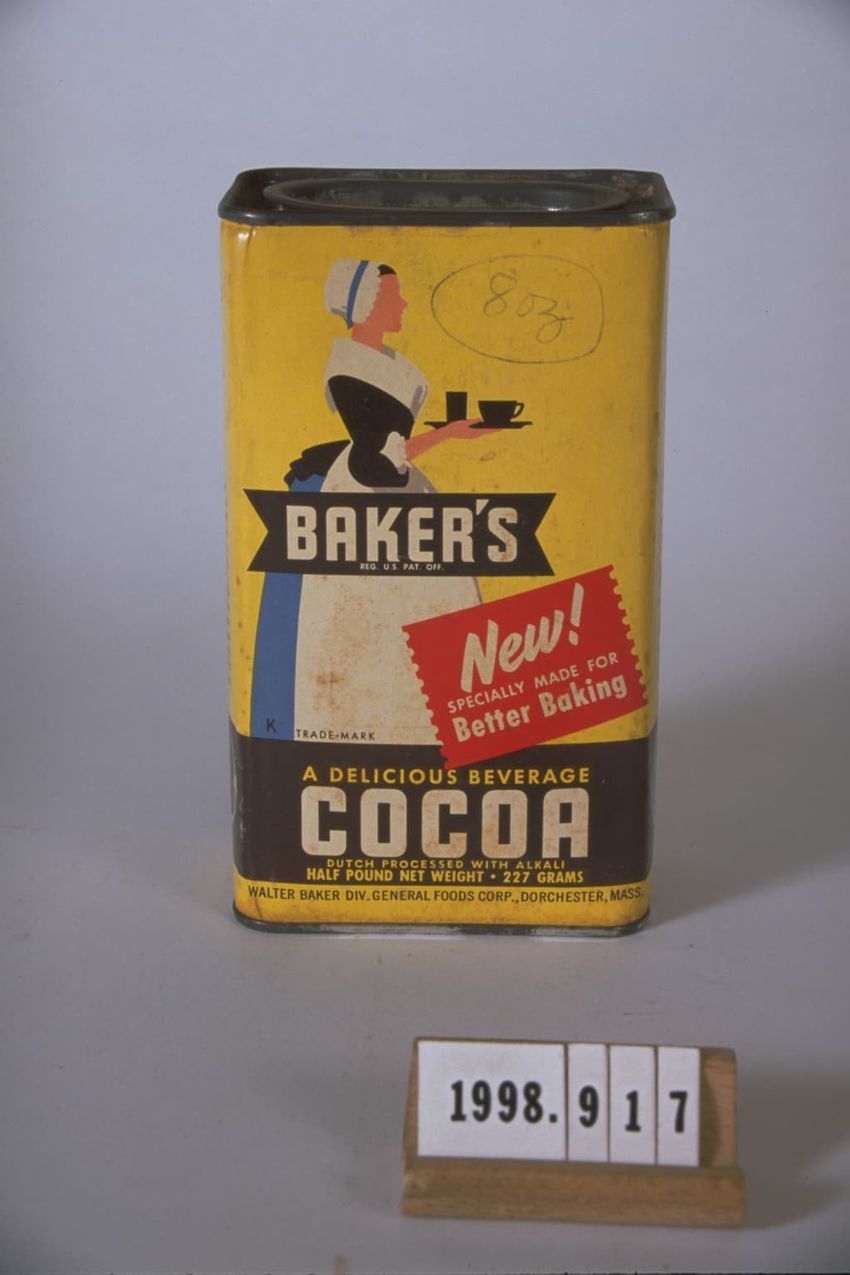 8oz
BAKER'S
REG. U.S. PAT. OFF.
New!
SPECIALLY MADE FOR
Better Baking
K TRADE-MARK
A DELICIOUS BEVERAGE
COCOA
DUTCH PROCESSED WITH ALKALI
HALF POUND NET WEIGHT • 227 GRAMS
WALTER BAKER DIV. GENERAL FOODS CORP., DORCHESTER, MASS.
1998.917